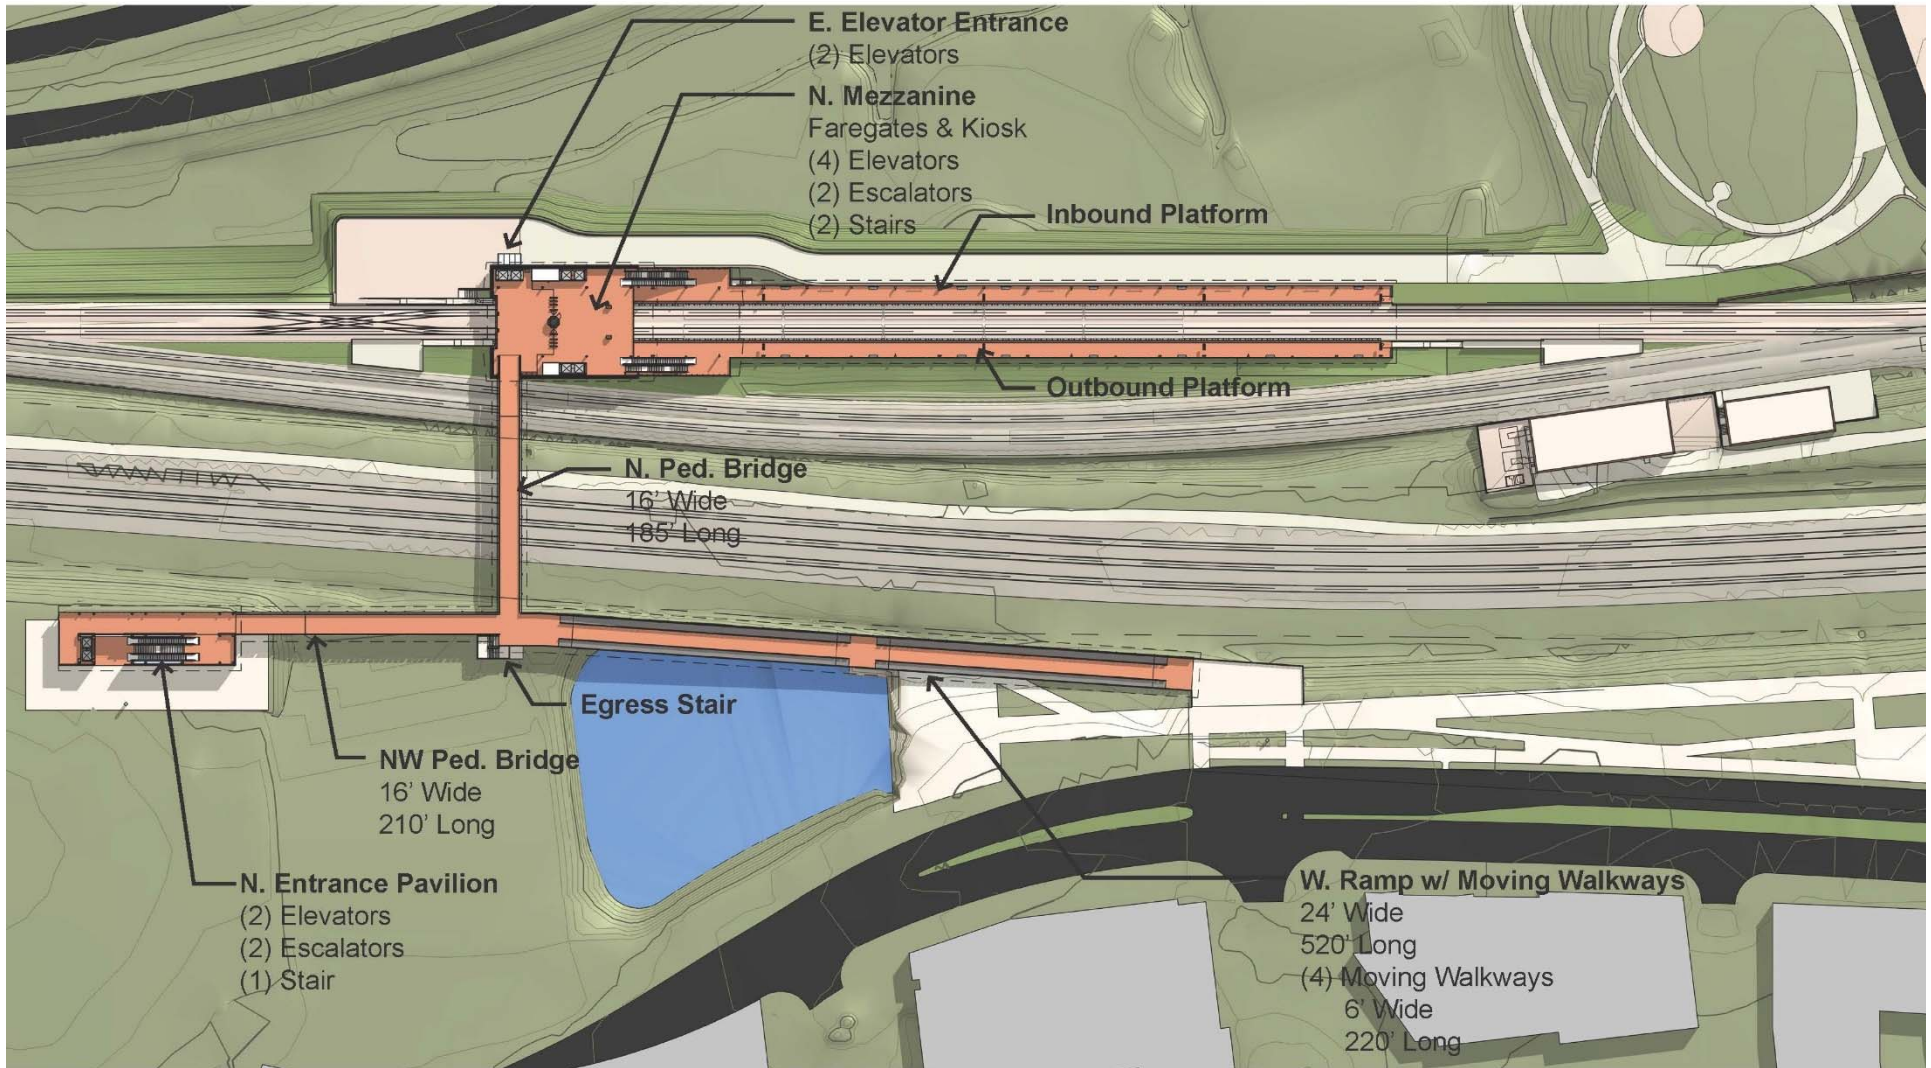 E. Elevator Entrance
(2) Elevators
N. Mezzanine
Faregates & Kiosk
(4) Elevators
(2) Escalators
(2) Stairs
Inbound Platform
Outbound Platform
N. Ped. Bridge
16' Wide
185' Long
Egress Stair
NW Ped. Bridge
16' Wide
210' Long
N. Entrance Pavilion
(2) Elevators
(2) Escalators
(1) Stair
W. Ramp w/ Moving Walkways
24' Wide
520' Long
(4) Moving Walkways
6' Wide
220' Long